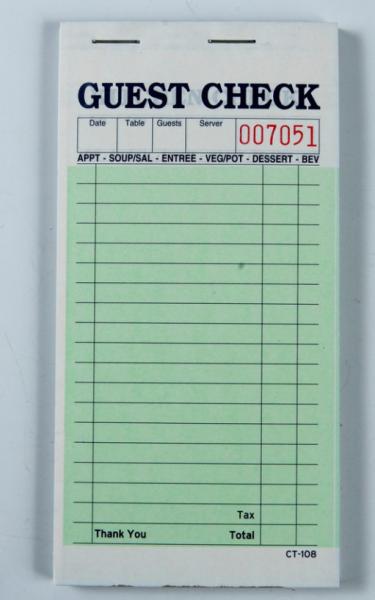 GUEST CHECK
Date Table Guests Server 007051
APPT - SOUP/SAL - ENTREE - VEG/POT - DESSERT - BEV
Tax
Thank You Total
CT-108